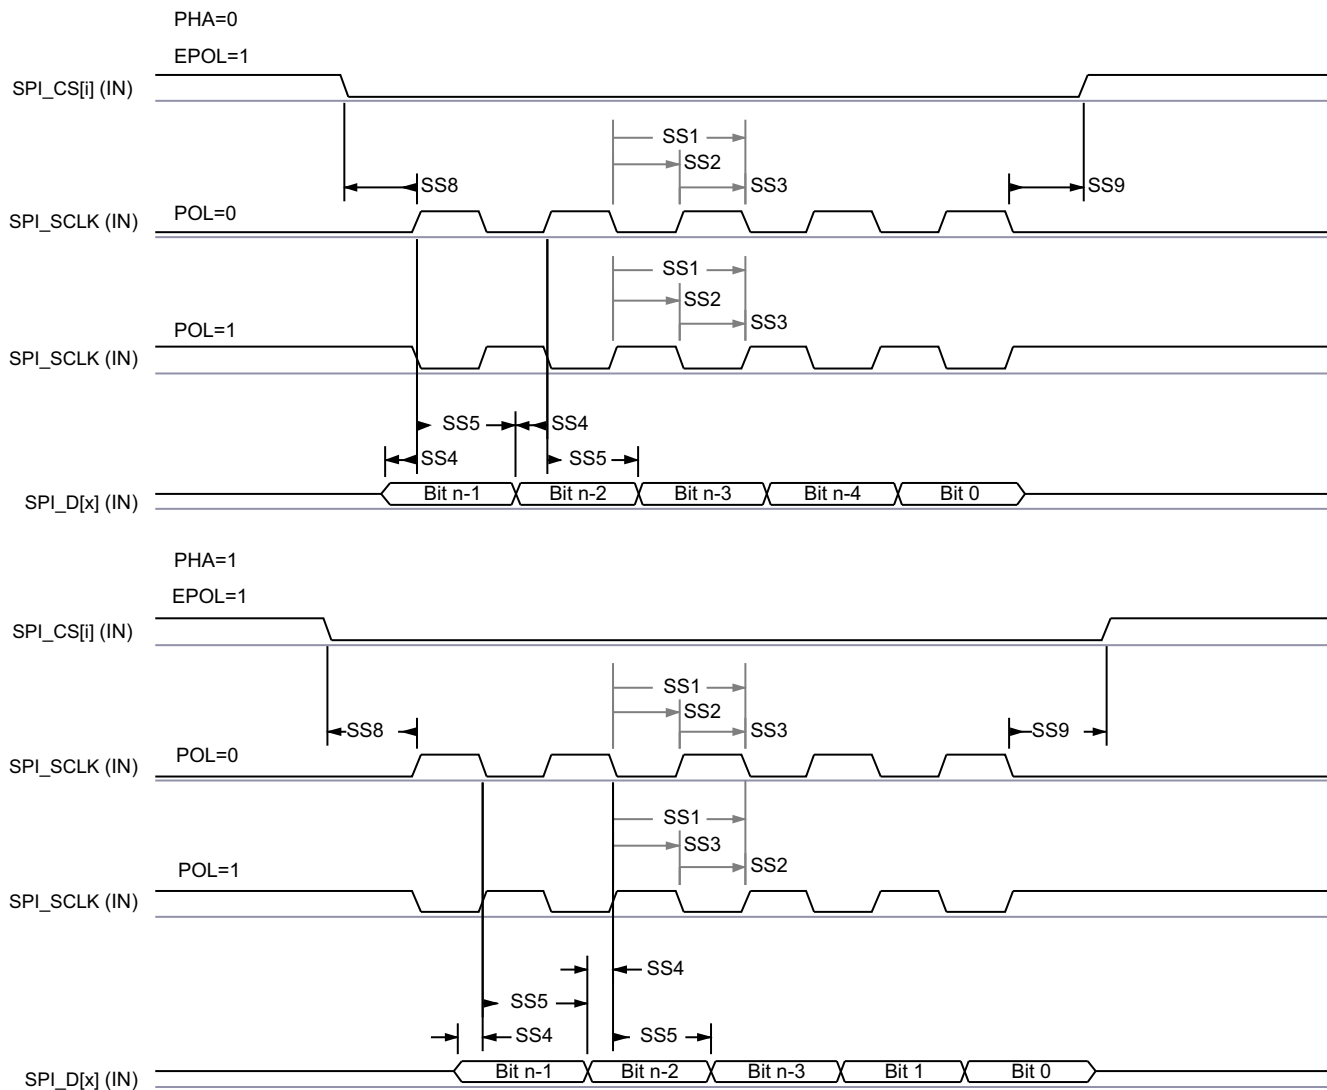 PHA=0
EPOL=1
SPI_CS[i] (IN)
SS1
SS2
SS8
SS3
SS9
POL=0
SPI_SCLK (IN)
SS1
SS2
SS3
POL=1
SPI_SCLK (IN)
SS5
SS4
SS4
SS5
SPI_D[x] (IN)
Bit n-1
Bit n-2
Bit n-3
Bit n-4
Bit 0
PHA=1
EPOL=1
SPI_CS[i] (IN)
SS1
SS2
SS8
SS3
SS9
POL=0
SPI_SCLK (IN)
SS1
SS3
SS2
POL=1
SPI_SCLK (IN)
SS4
SS5
SS4
SS5
SPI_D[x] (IN)
Bit n-1
Bit n-2
Bit n-3
Bit 1
Bit 0